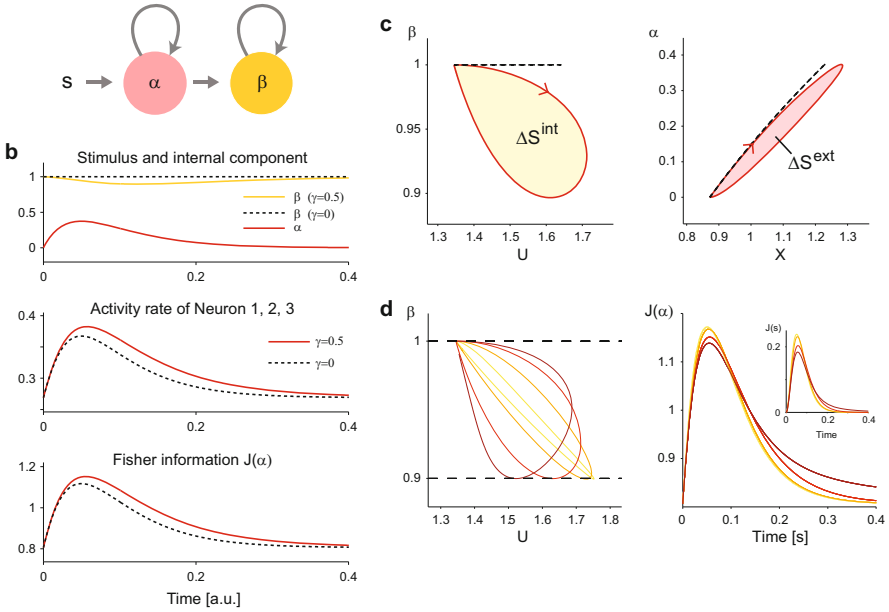 S
α
β
b
Stimulus and internal component
1
0.5
0
β (γ=0.5)
β (γ=0)
α
0
0.2
0.4
Activity rate of Neuron 1, 2, 3
0.4
0.3
γ=0.5
γ=0
0
0.2
0.4
Fisher information J(α)
1.2
1.0
0.8
0
0.2
0.4
Time [a.u.]
c
β
1
0.95
0.9
ΔS^int
1.3
1.4
1.5
1.6
1.7
U
α
0.4
0.3
0.2
0.1
0
ΔS^ext
0.8
0.9
1
1.1
1.2
1.3
X
d
β
1
0.9
1.3
1.4
1.5
1.6
1.7
1.8
U
J(α)
1.1
1
0.9
0
0.1
0.2
0.3
0.4
Time [s]
J(s)
0.2
0
0
0.2
0.4
Time